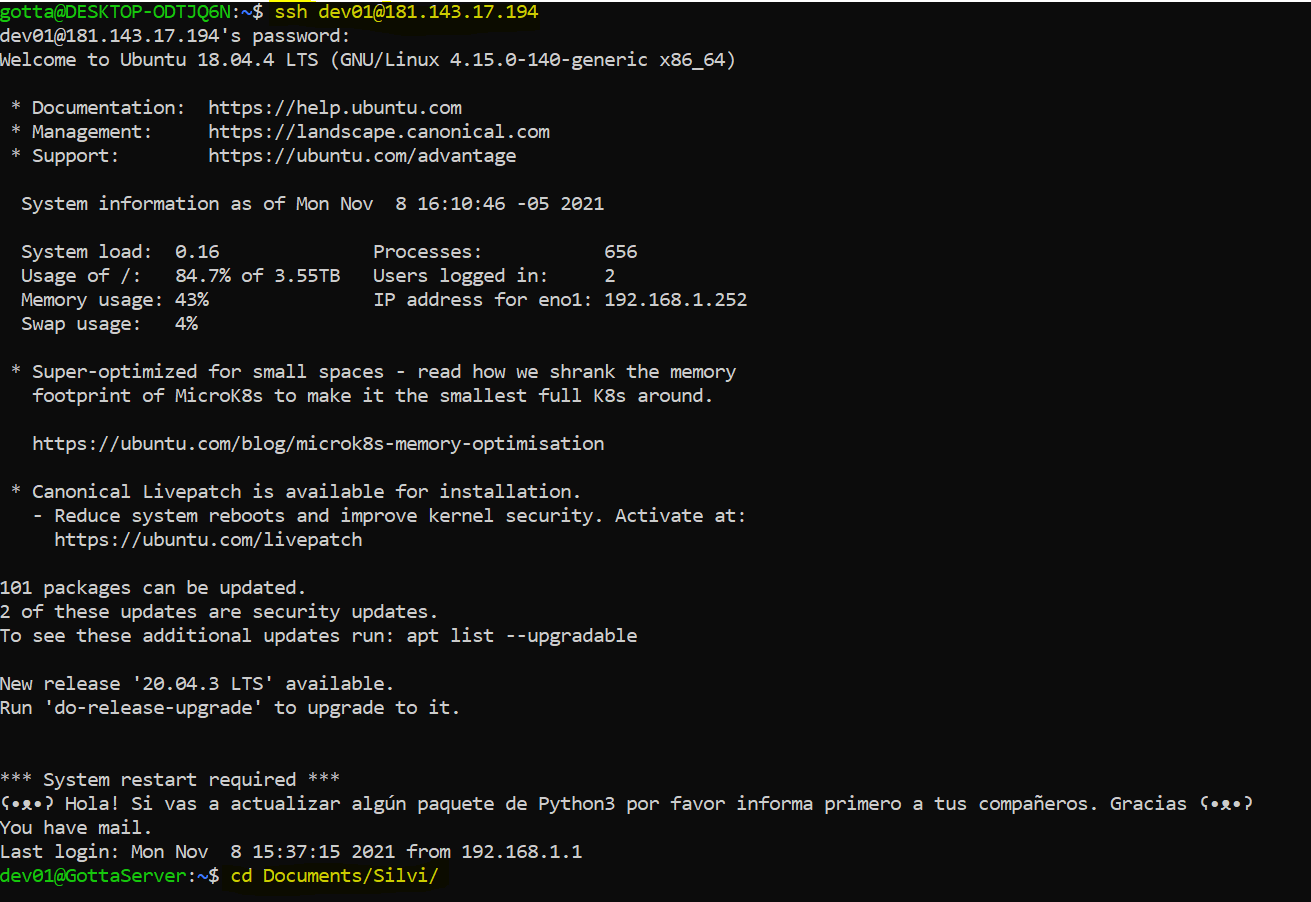 gotta@DESKTOP-ODTJQ6N:~$ ssh dev01@181.143.17.194
dev01@181.143.17.194's password:
Welcome to Ubuntu 18.04.4 LTS (GNU/Linux 4.15.0-140-generic x86_64)
* Documentation:  https://help.ubuntu.com
* Management:     https://landscape.canonical.com
* Support:        https://ubuntu.com/advantage
System information as of Mon Nov  8 16:10:46 -05 2021
System load:  0.16                Processes:           656
Usage of /:   84.7% of 3.55TB   Users logged in:     2
Memory usage: 43%               IP address for eno1: 192.168.1.252
Swap usage:   4%
* Super-optimized for small spaces - read how we shrank the memory
footprint of MicroK8s to make it the smallest full K8s around.
https://ubuntu.com/blog/microk8s-memory-optimisation
* Canonical Livepatch is available for installation.
- Reduce system reboots and improve kernel security. Activate at:
https://ubuntu.com/livepatch
101 packages can be updated.
2 of these updates are security updates.
To see these additional updates run: apt list --upgradable
New release '20.04.3 LTS' available.
Run 'do-release-upgrade' to upgrade to it.
*** System restart required ***
ʕ•ᴥ•ʔ Hola! Si vas a actualizar algún paquete de Python3 por favor informa primero a tus compañeros. Gracias ʕ•ᴥ•ʔ
You have mail.
Last login: Mon Nov  8 15:37:15 2021 from 192.168.1.1
dev01@GottaServer:~$ cd Documents/Silvi/